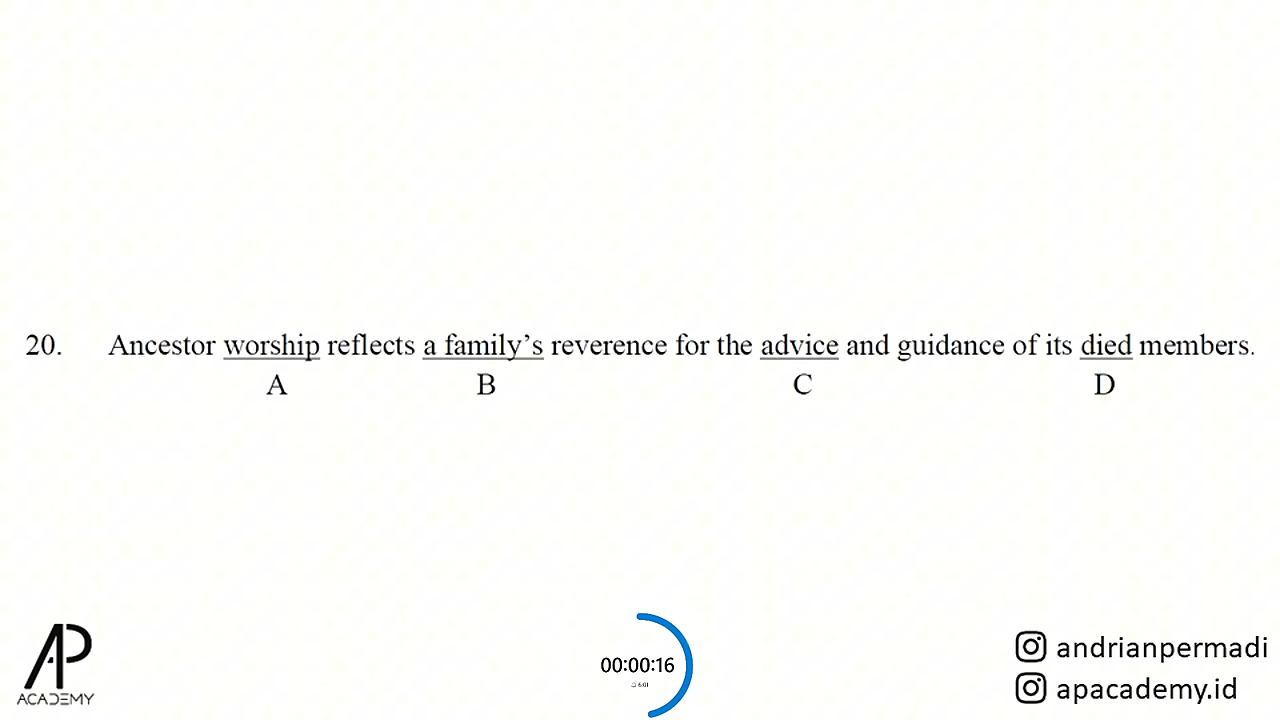 20. Ancestor worship reflects a family’s reverence for the advice and guidance of its died members.
A B C D
AP
ACADEMY
00:00:16
andrianpermadi
apacademy.id